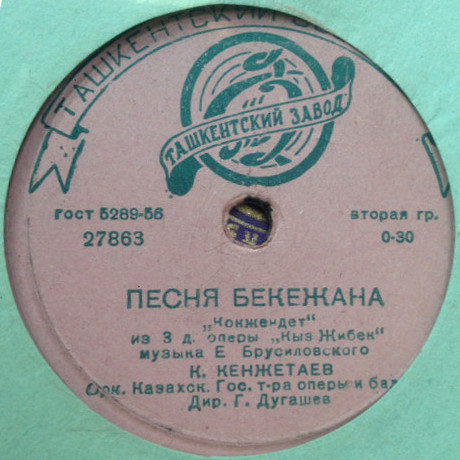 ТАШКЕНТСКИЙ
ТАШКЕНТСКИЙ ЗАВОД
ГОСТ 5289-56
вторая гр.
27863
0-30
ПЕСНЯ БЕКЕЖАНА
„Кокжендет“
из 3 д. оперы „Кыз Жибек“
музыка Е. Брусиловского
К. КЕНЖЕТАЕВ
Орк. Казахск. Гос. т-ра оперы и бал
Дир. Г. Дугашев